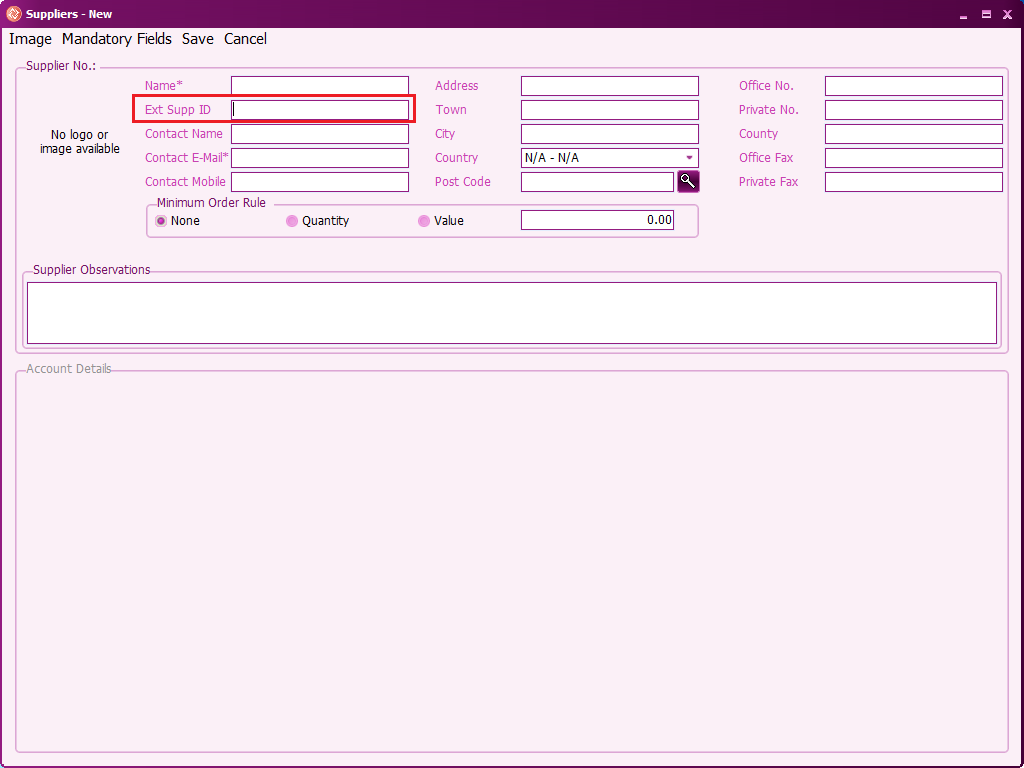 Suppliers - New
Image Mandatory Fields Save Cancel
Supplier No.:
No logo or
image available
Name*
Ext Supp ID
Contact Name
Contact E-Mail*
Contact Mobile
Address
Town
City
Country N/A - N/A
Post Code
Office No.
Private No.
County
Office Fax
Private Fax
Minimum Order Rule
None Quantity Value 0.00
Supplier Observations
Account Details